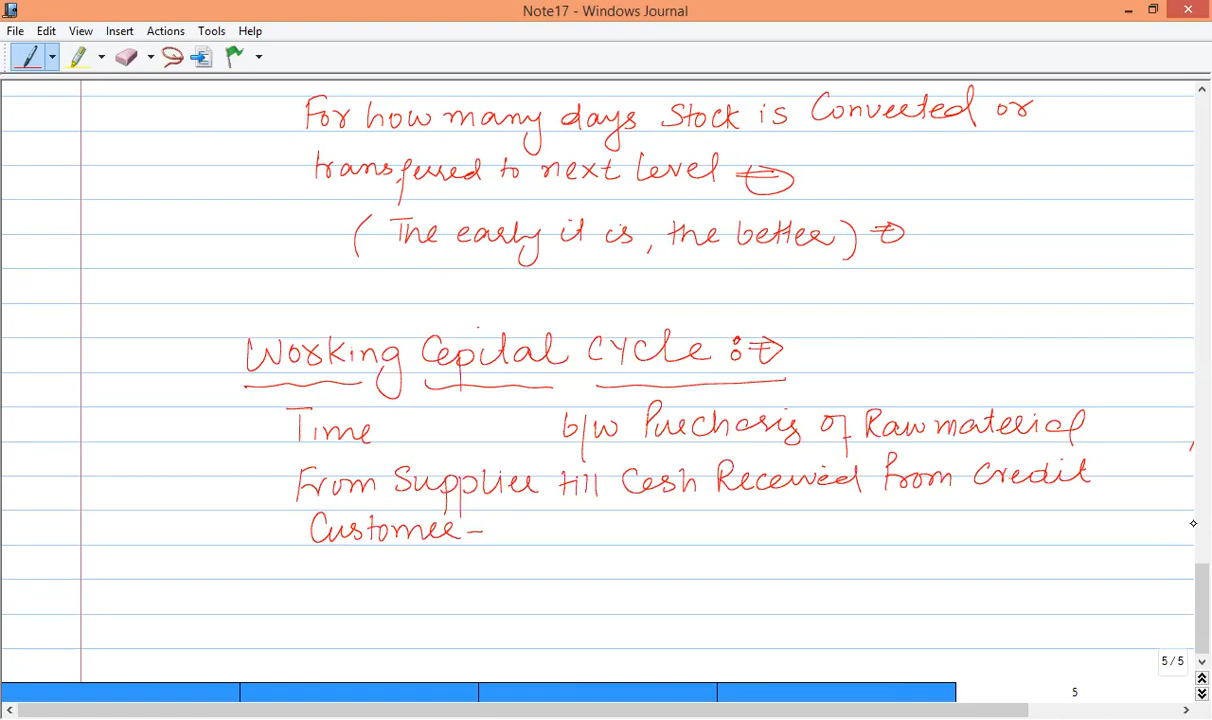 Note17 - Windows Journal
File Edit View Insert Actions Tools Help
For how many days Stock is Converted or
transferred to next level
( The early it is, the better)
Working Capital Cycle :
Time b/w Purchasing of Raw material
From Supplier till Cash Received from Credit
Customer -
5 / 5
5